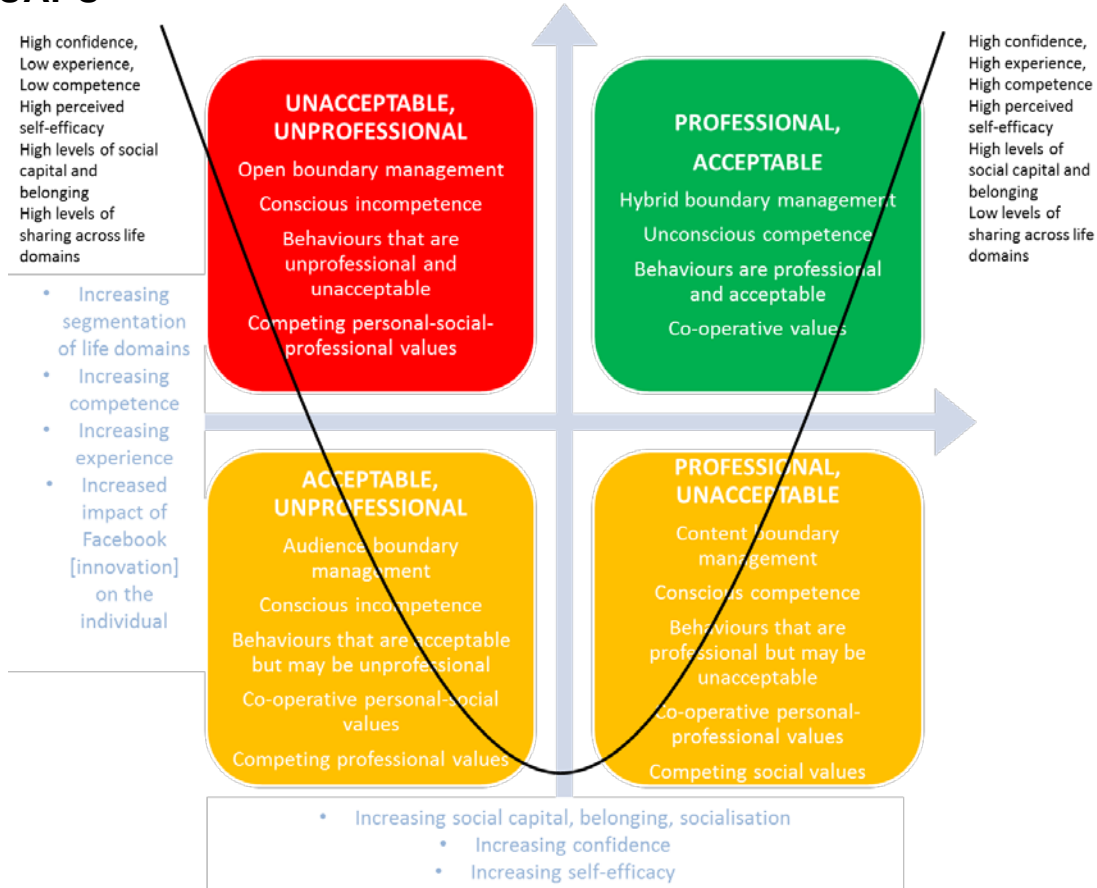 High confidence,
Low experience,
Low competence
High perceived
self-efficacy
High levels of social
capital and
belonging
High levels of
sharing across life
domains
• Increasing
segmentation
of life domains
• Increasing
competence
• Increasing
experience
• Increased
impact of
Facebook
[innovation]
on the
individual
UNACCEPTABLE,
UNPROFESSIONAL
Open boundary management
Conscious incompetence
Behaviours that are
unprofessional and
unacceptable
Competing personal-social-
professional values
PROFESSIONAL,
ACCEPTABLE
Hybrid boundary management
Unconscious competence
Behaviours are professional
and acceptable
Co-operative values
High confidence,
High experience,
High competence
High perceived
self-efficacy
High levels of
social capital and
belonging
Low levels of
sharing across life
domains
ACCEPTABLE,
UNPROFESSIONAL
Audience boundary
management
Conscious incompetence
Behaviours that are acceptable
but may be unprofessional
Co-operative personal-social
values
Competing professional values
PROFESSIONAL,
UNACCEPTABLE
Content boundary
management
Conscious competence
Behaviours that are
professional but may be
unacceptable
Co-operative personal-
professional values
Competing social values
• Increasing social capital, belonging, socialisation
• Increasing confidence
• Increasing self-efficacy